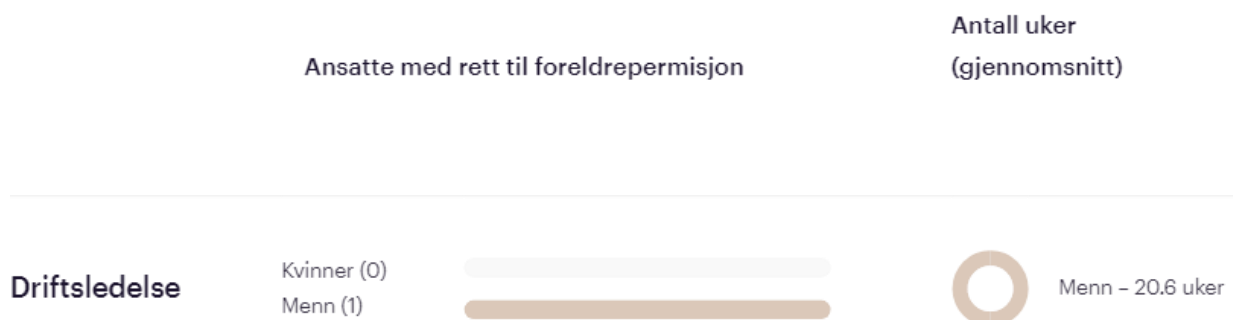 Ansatte med rett til foreldrepermisjon
Antall uker
(gjennomsnitt)
Driftsledelse
Kvinner (0)
Menn (1)
Menn – 20.6 uker